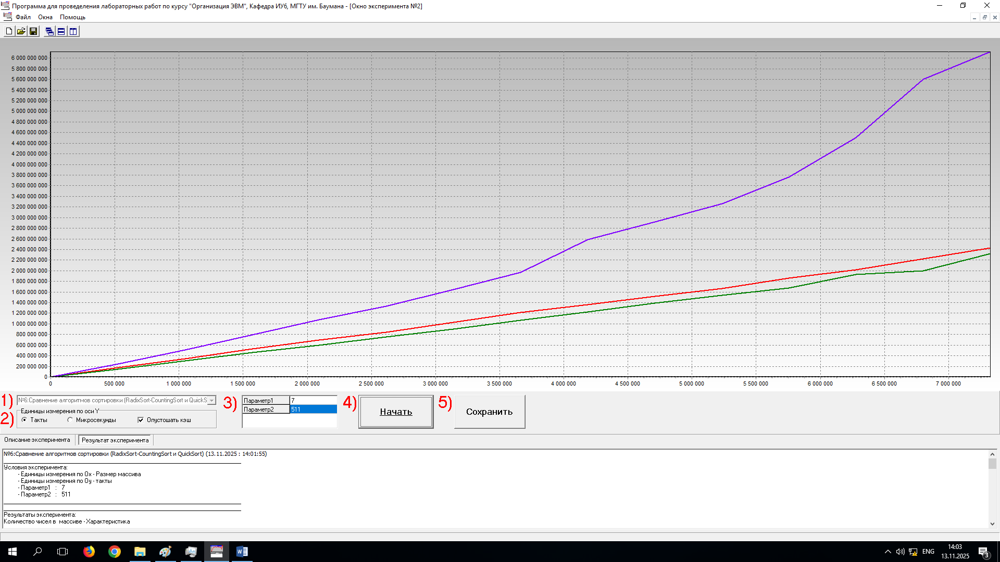 Программа для проведеления лабораторных работ по курсу "Организация ЭВМ", Кафедра ИУ6, МГТУ им. Баумана - [Окно эксперимента №2]
Файл Окна Помощь
6 000 000 000
5 800 000 000
5 600 000 000
5 400 000 000
5 200 000 000
5 000 000 000
4 800 000 000
4 600 000 000
4 400 000 000
4 200 000 000
4 000 000 000
3 800 000 000
3 600 000 000
3 400 000 000
3 200 000 000
3 000 000 000
2 800 000 000
2 600 000 000
2 400 000 000
2 200 000 000
2 000 000 000
1 800 000 000
1 600 000 000
1 400 000 000
1 200 000 000
1 000 000 000
800 000 000
600 000 000
400 000 000
200 000 000
0
0 500 000 1 000 000 1 500 000 2 000 000 2 500 000 3 000 000 3 500 000 4 000 000 4 500 000 5 000 000 5 500 000 6 000 000 6 500 000 7 000 000
1) №6:Сравнение алгоритмов сортировки (RadixSort-CountingSort и QuickS
2) Единицы измерения по оси Y
Такты Микросекунды Опустошать кэш
3) Параметр1 7
Параметр2 511
4) Начать
5) Сохранить
Описание эксперимента Результат эксперимента
№6:Сравнение алгоритмов сортировки (RadixSort-CountingSort и QuickSort) (13.11.2025 : 14:01:55)
Условия эксперимента:
- Единицы измерения по Ox - Размер массива
- Единицы измерения по Oy - такты
- Параметр1 : 7
- Параметр2 : 511
Результаты эксперимента:
Количество чисел в массиве - Характеристика
ENG
14:03
13.11.2025
3